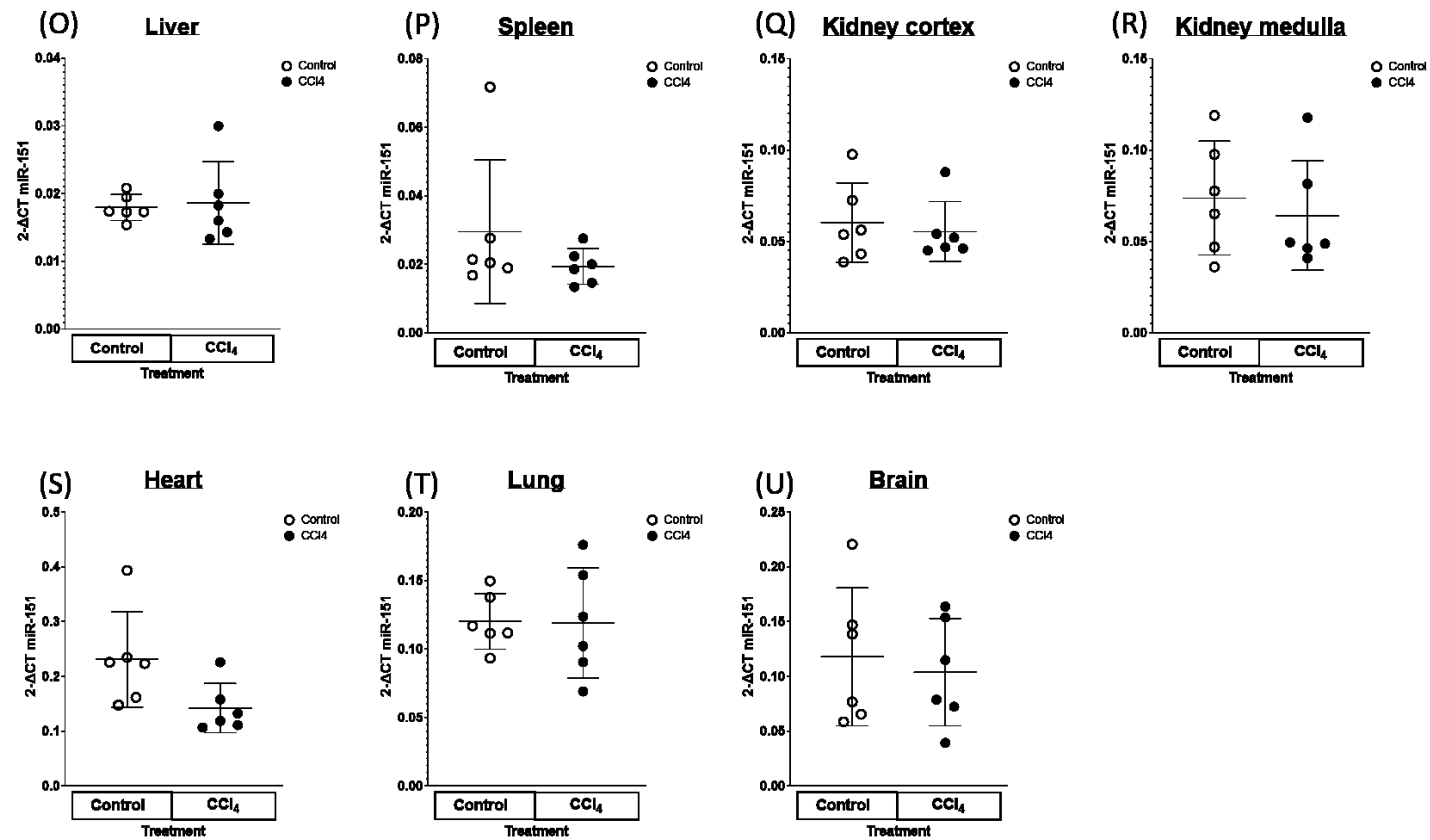 (O) Liver
Control
CCl4
2-ΔCT miR-151
0.04
0.03
0.02
0.01
0.00
Control CCl₄
Treatment
(P) Spleen
Control
CCl4
2-ΔCT miR-151
0.08
0.06
0.04
0.02
0.00
Control CCl₄
Treatment
(Q) Kidney cortex
Control
CCl4
2-ΔCT miR-151
0.15
0.10
0.05
0.00
Control CCl₄
Treatment
(R) Kidney medulla
Control
CCl4
2-ΔCT miR-151
0.15
0.10
0.05
0.00
Control CCl₄
Treatment
(S) Heart
Control
CCl4
2-ΔCT miR-151
0.5
0.4
0.3
0.2
0.1
0.0
Control CCl₄
Treatment
(T) Lung
Control
CCl4
2-ΔCT miR-151
0.20
0.15
0.10
0.05
0.00
Control CCl₄
Treatment
(U) Brain
Control
CCl4
2-ΔCT miR-151
0.25
0.20
0.15
0.10
0.05
0.00
Control CCl₄
Treatment